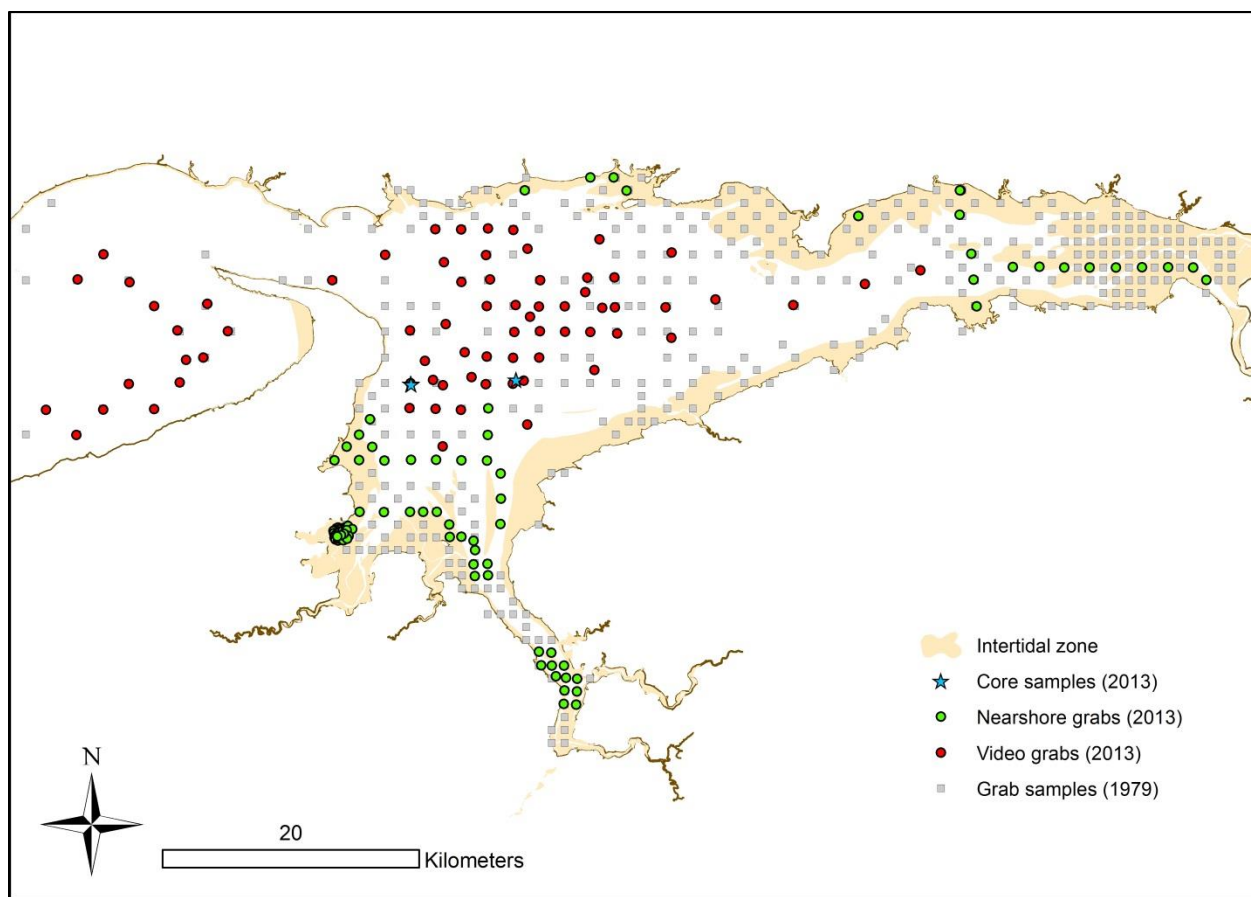 Intertidal zone
Core samples (2013)
Nearshore grabs (2013)
Video grabs (2013)
Grab samples (1979)
N
20
Kilometers